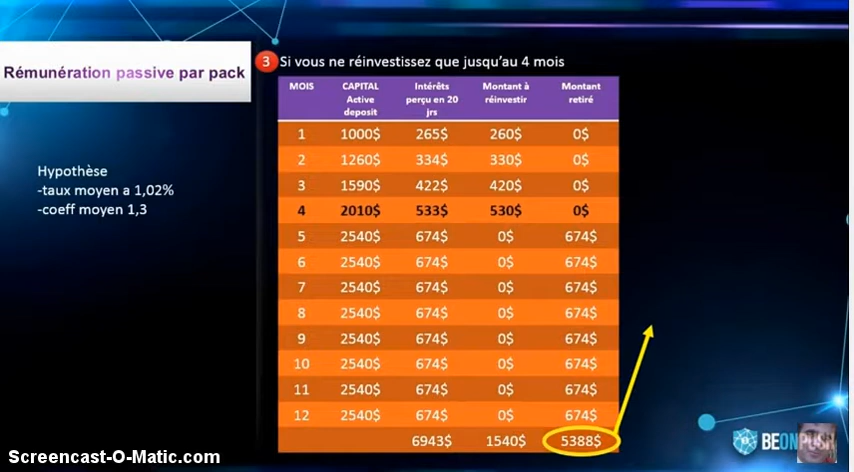 Rémunération passive par pack
3 Si vous ne réinvestissez que jusqu'au 4 mois
MOIS CAPITAL Active deposit Intérêts perçu en 20 jrs Montant à réinvestir Montant retiré
1 1000$ 265$ 260$ 0$
2 1260$ 334$ 330$ 0$
3 1590$ 422$ 420$ 0$
4 2010$ 533$ 530$ 0$
5 2540$ 674$ 0$ 674$
6 2540$ 674$ 0$ 674$
7 2540$ 674$ 0$ 674$
8 2540$ 674$ 0$ 674$
9 2540$ 674$ 0$ 674$
10 2540$ 674$ 0$ 674$
11 2540$ 674$ 0$ 674$
12 2540$ 674$ 0$ 674$
6943$ 1540$ 5388$
Hypothèse
-taux moyen a 1,02%
-coeff moyen 1,3
BEONPUSH
Screencast-O-Matic.com